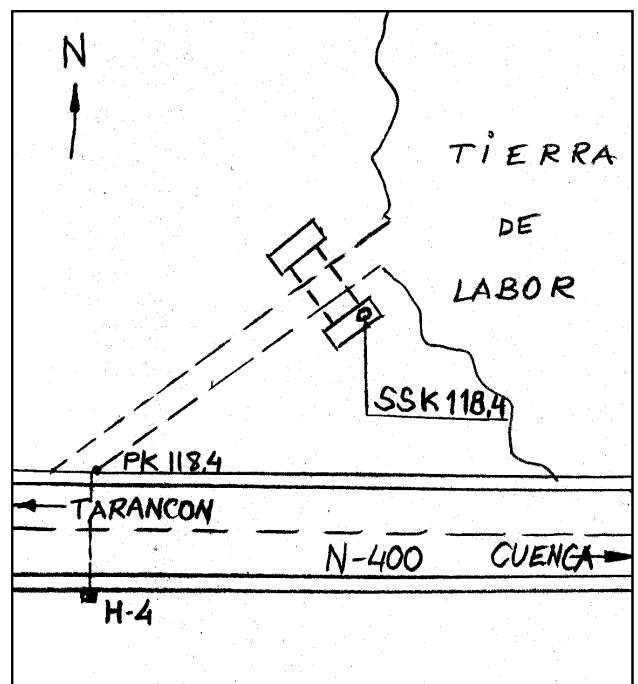 N
TiERRA
DE
LABOR
SSK 118,4
PK 118.4
TARANCON
N-400
CUENCA
H-4